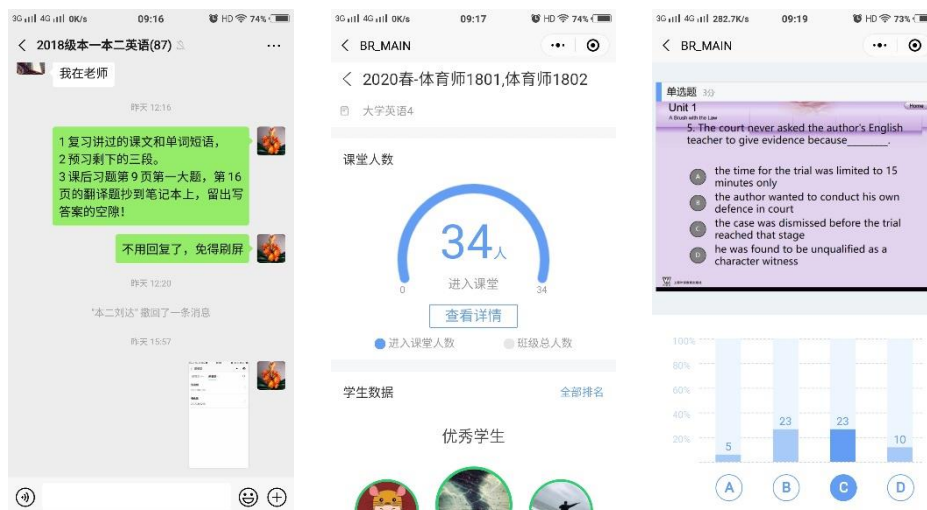 3G 4G 0K/s 09:16 HD 74%
2018级本一本二英语(87)
我在老师
昨天 12:16
1复习讲过的课文和单词短语，
2预习剩下的三段。
3课后习题第9页第一大题，第16
页的翻译题抄到笔记本上，留出写
答案的空隙！
不用回复了，免得刷屏
昨天 12:20
"本二刘达" 撤回了一条消息
昨天 15:57
3G 4G 0K/s 09:17 HD 74%
BR_MAIN
2020春-体育师1801,体育师1802
大学英语4
课堂人数
34人
进入课堂
0 34
查看详情
进入课堂人数 班级总人数
学生数据 全部排名
优秀学生
3G 4G 282.7K/s 09:19 HD 73%
BR_MAIN
单选题 3分
Unit 1
Home
A Brush with the Law
5. The court never asked the author's English
teacher to give evidence because________.
A the time for the trial was limited to 15
minutes only
B the author wanted to conduct his own
defence in court
C the case was dismissed before the trial
reached that stage
D he was found to be unqualified as a
character witness
100%
80%
60%
40%
20%
5 23 23 10
A B C D